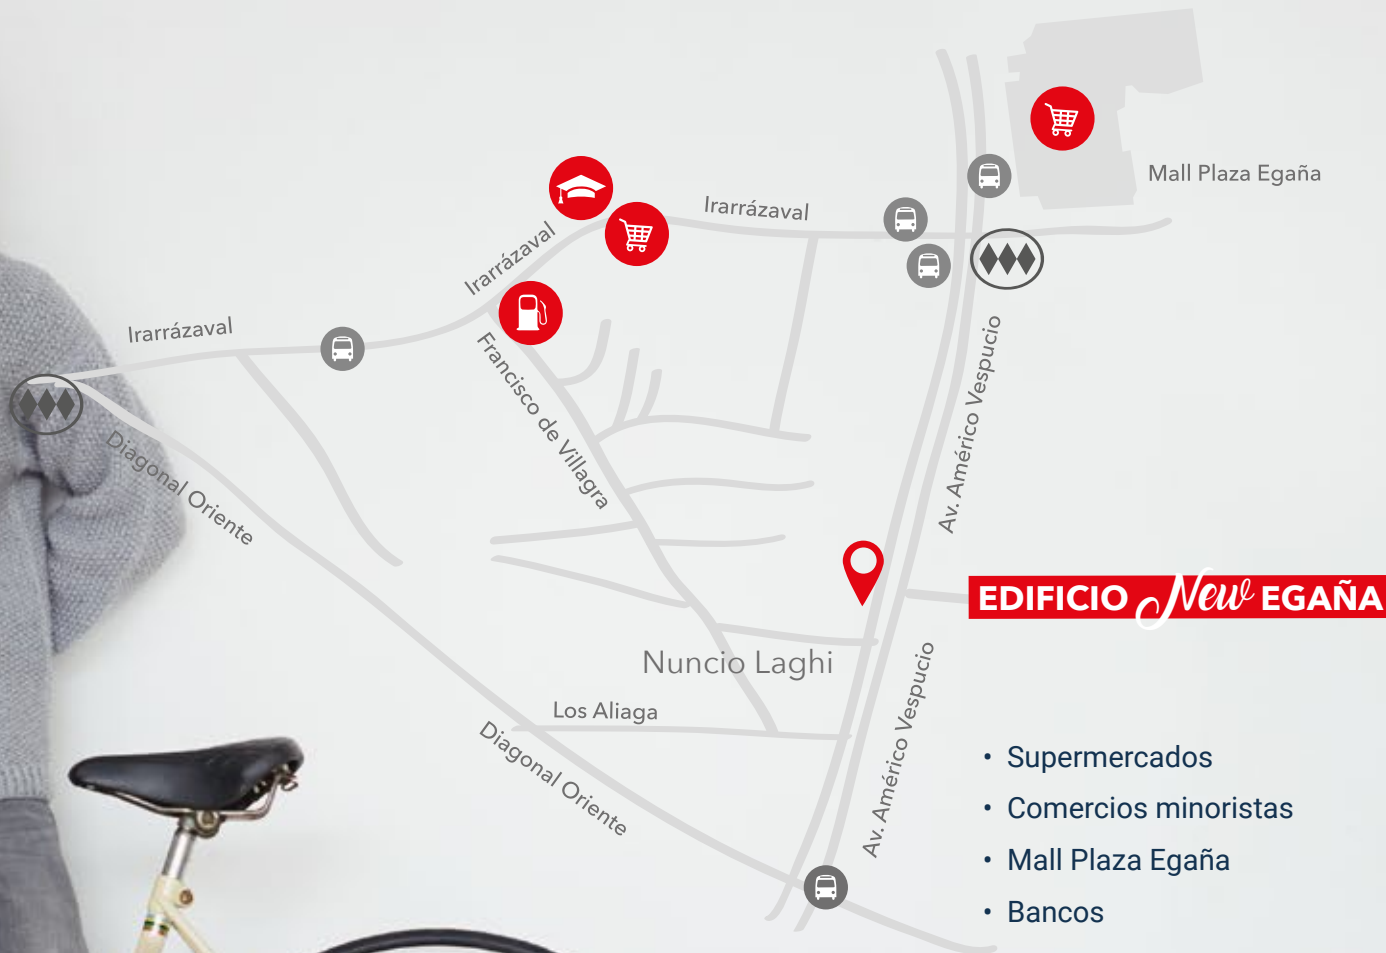 Mall Plaza Egaña
Irarrázaval
Irarrázaval
Irarrázaval
Francisco de Villagra
Diagonal Oriente
Av. Américo Vespucio
EDIFICIO New EGAÑA
Nuncio Laghi
Los Aliaga
Diagonal Oriente
Av. Américo Vespucio
• Supermercados
• Comercios minoristas
• Mall Plaza Egaña
• Bancos